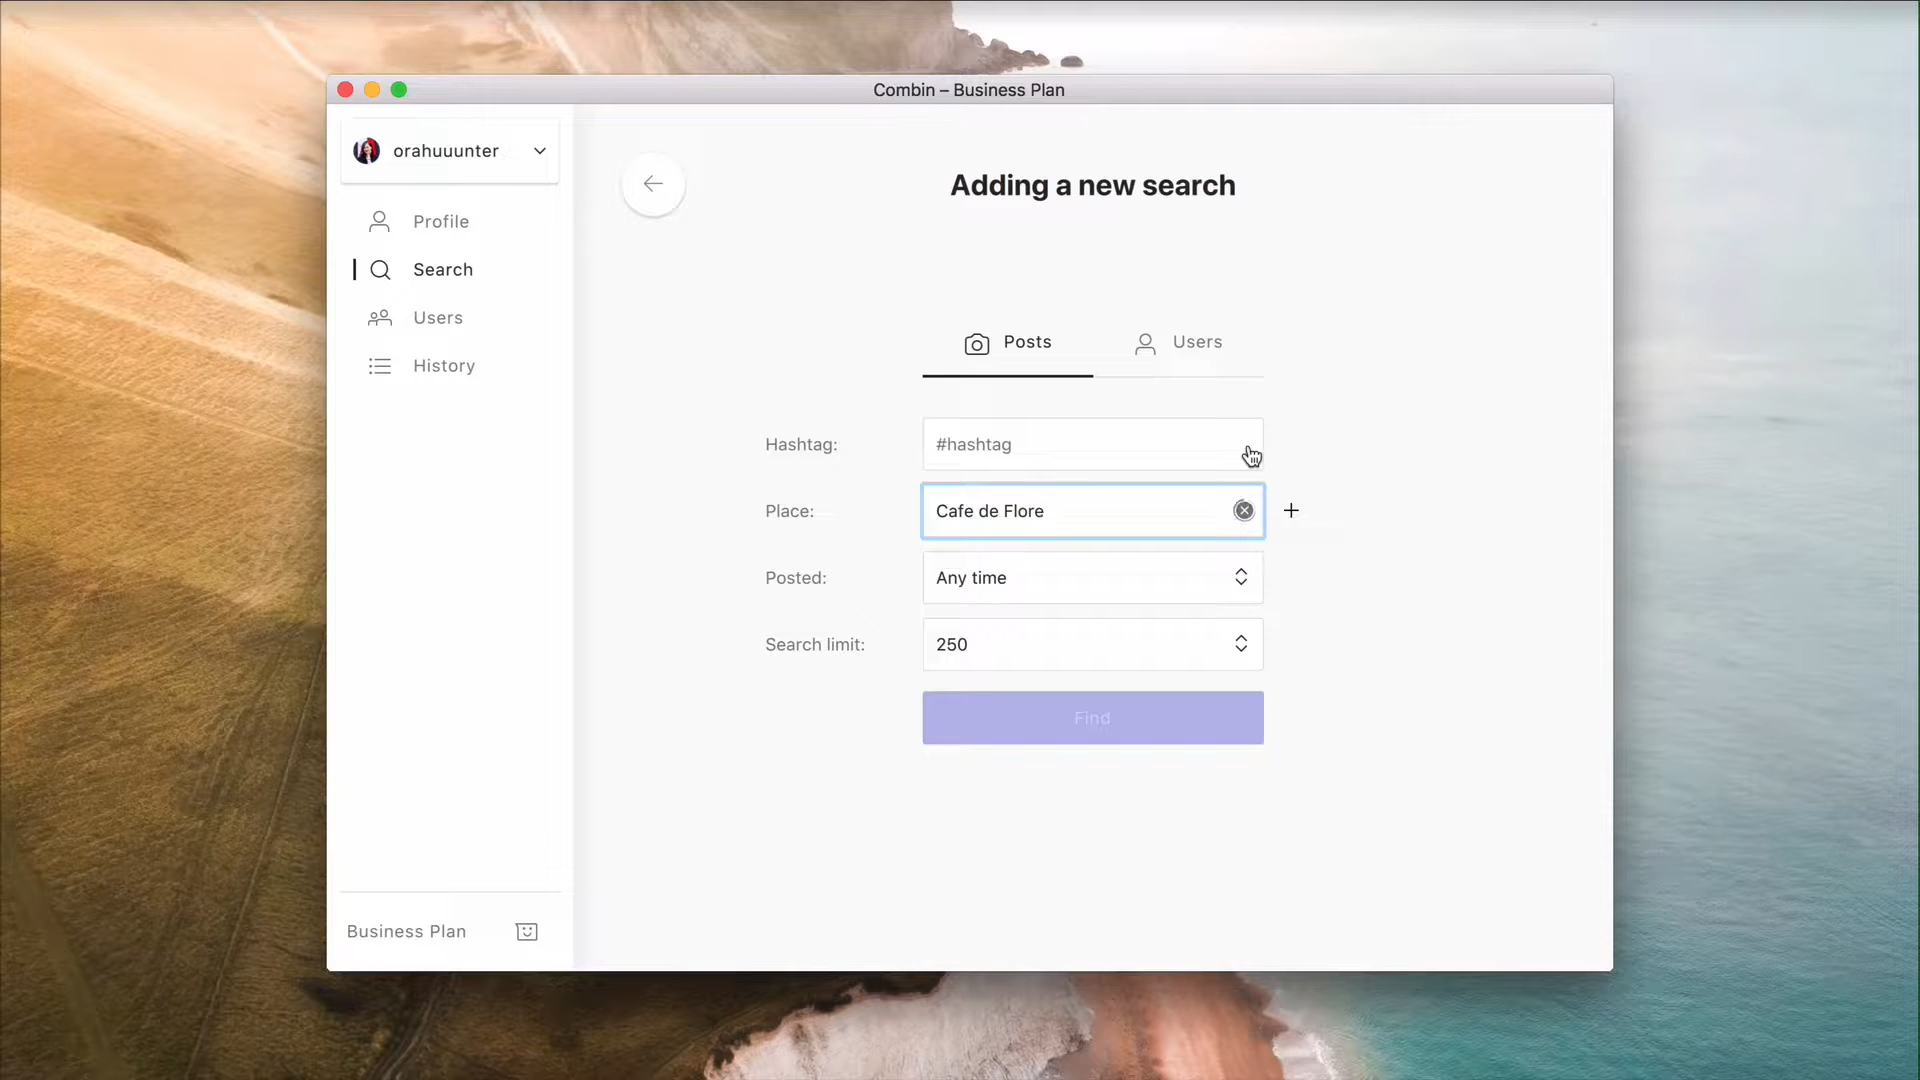 Combin – Business Plan
orahuuunter
Profile
Search
Users
History
Business Plan
Adding a new search
Posts
Users
Hashtag:
#hashtag
Place:
Cafe de Flore
Posted:
Any time
Search limit:
250
Find